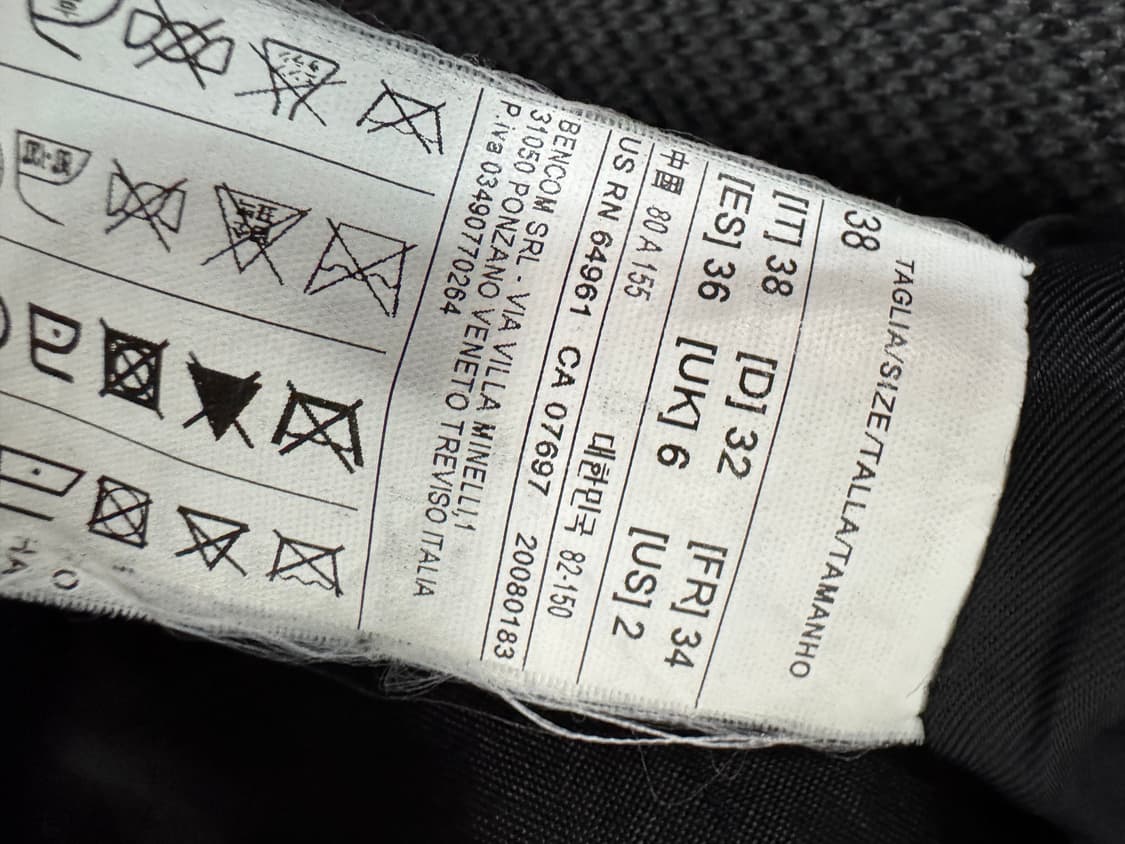 TAGLIA/SIZE/TALLA/TAMANHO
38
[IT] 38 [D] 32 [FR] 34
[ES] 36 [UK] 6 [US] 2
中国 80 A 155 대한민국 82-150
US RN 64961 CA 07697 20080183
BENCOM SRL - VIA VILLA MINELLI,1
31050 PONZANO VENETO TREVISO ITALIA
P.iva 03490770264